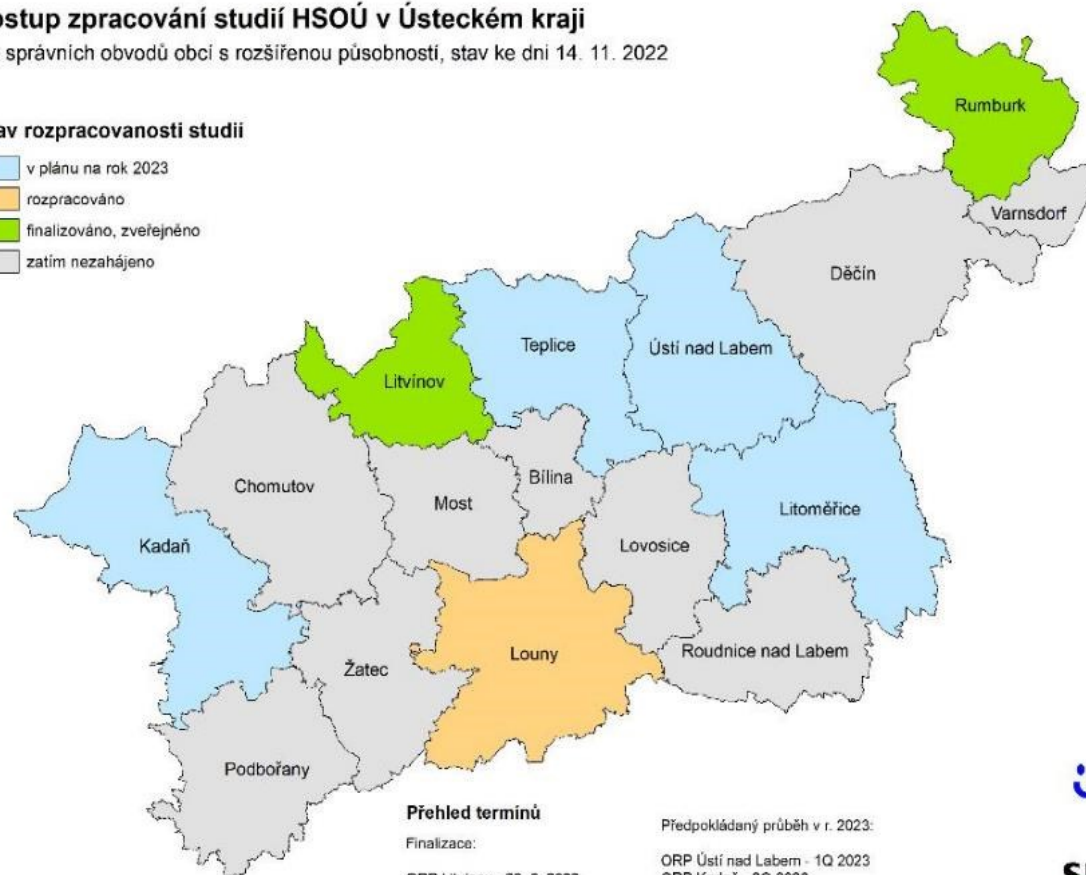 ostup zpracování studií HSOÚ v Ústeckém kraji
správních obvodů obcí s rozšířenou působností, stav ke dni 14. 11. 2022
av rozpracovanosti studií
v plánu na rok 2023
rozpracováno
finalizováno, zveřejněno
zatím nezahájeno
Rumburk
Varnsdorf
Děčín
Teplice
Ústí nad Labem
Litvínov
Chomutov
Most
Bílina
Litoměřice
Kadaň
Lovosice
Louny
Roudnice nad Labem
Žatec
Podbořany
Přehled termínů
Finalizace:
Předpokládaný průběh v r. 2023:
ORP Ústí nad Labem - 1Q 2023